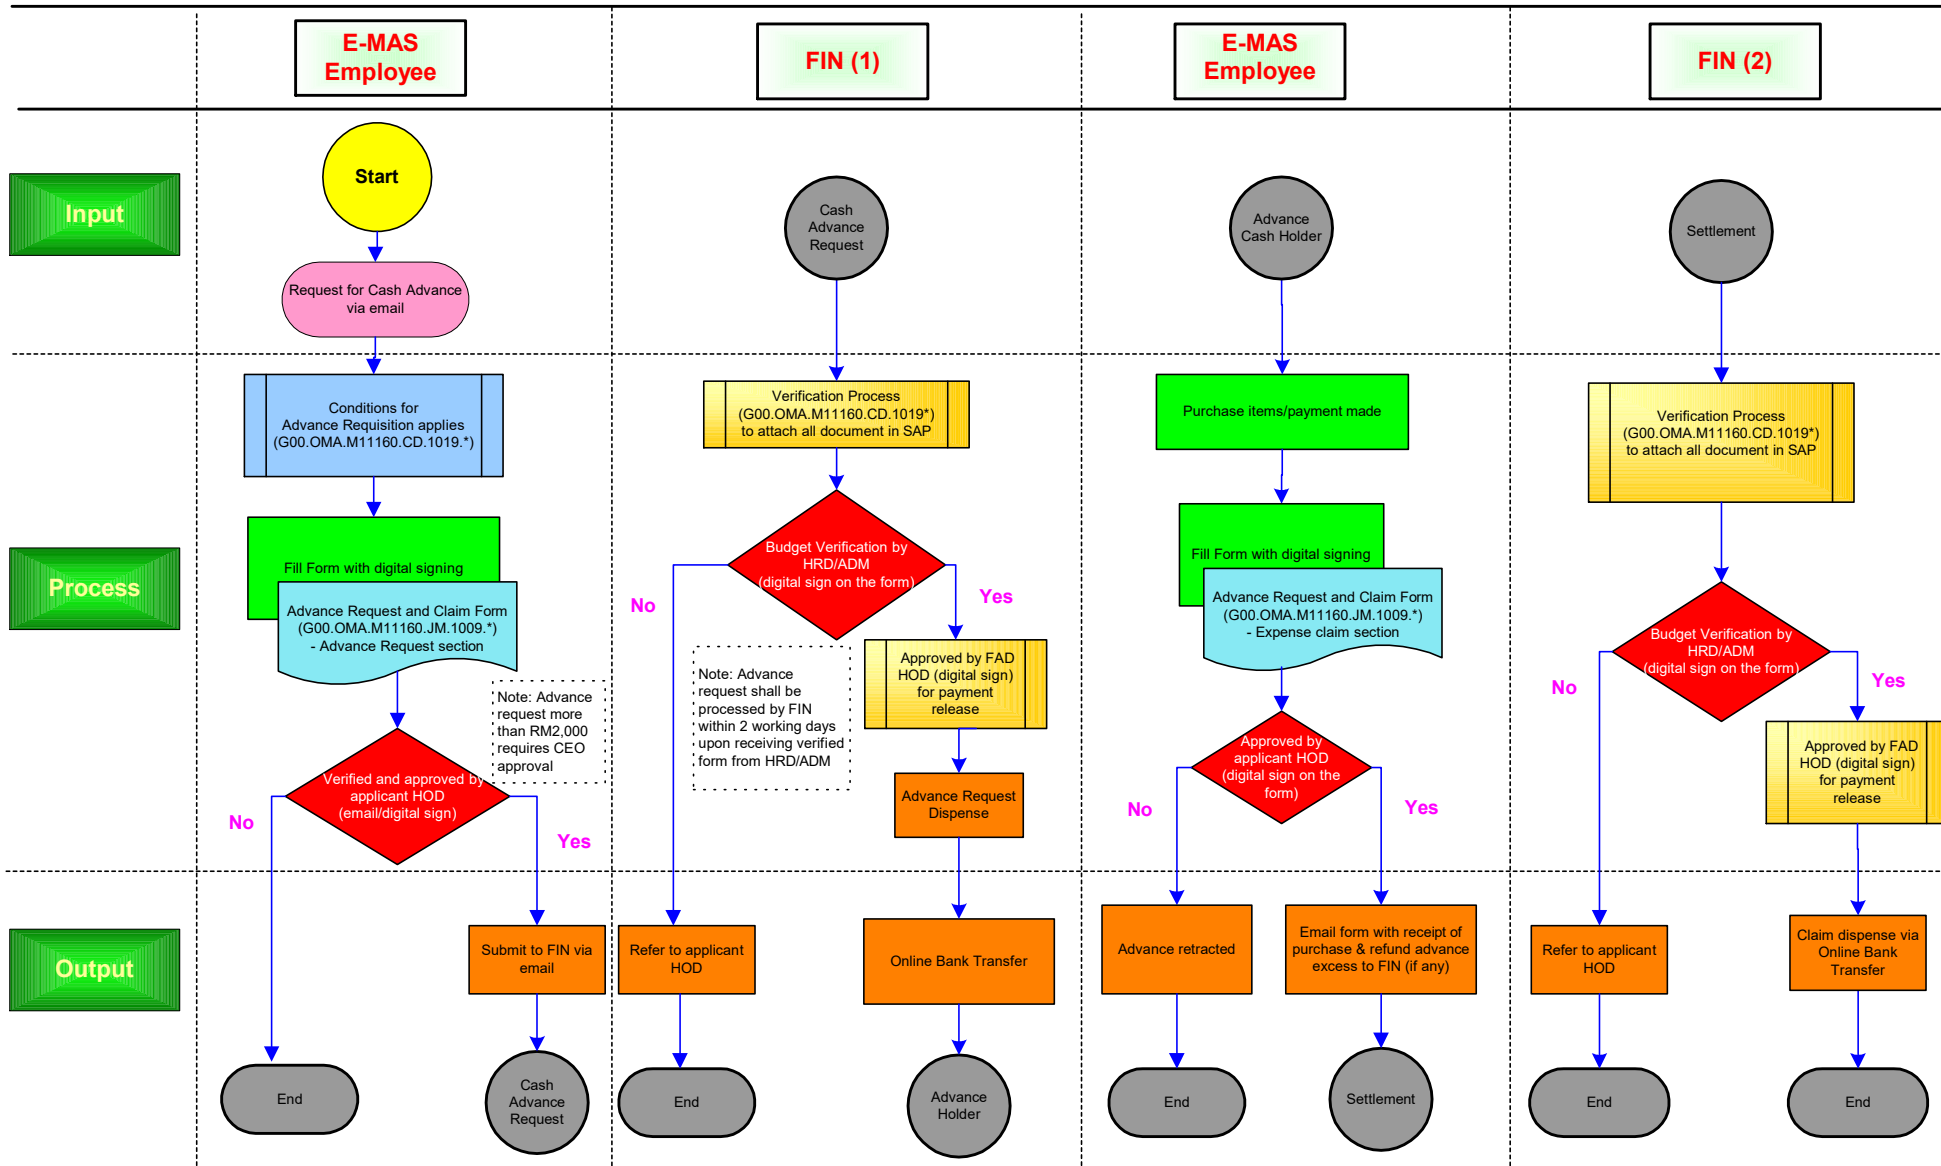 E-MAS
Employee
FIN (1)
E-MAS
Employee
FIN (2)
Input
Start
Request for Cash Advance
via email
Cash
Advance
Request
Advance
Cash Holder
Settlement
Process
Conditions for
Advance Requisition applies
(G00.OMA.M11160.CD.1019.*)
Fill Form with digital signing
Advance Request and Claim Form
(G00.OMA.M11160.JM.1009.*)
- Advance Request section
Note: Advance
request more
than RM2,000
requires CEO
approval
Verified and approved by
applicant HOD
(email/digital sign)
No
Yes
Verification Process
(G00.OMA.M11160.CD.1019*)
to attach all document in SAP
Budget Verification by
HRD/ADM
(digital sign on the form)
No
Yes
Note: Advance
request shall be
processed by FIN
within 2 working days
upon receiving verified
form from HRD/ADM
Approved by FAD
HOD (digital sign)
for payment
release
Advance Request
Dispense
Purchase items/payment made
Fill Form with digital signing
Advance Request and Claim Form
(G00.OMA.M11160.JM.1009.*)
- Expense claim section
Approved by
applicant HOD
(digital sign on the
form)
No
Yes
Verification Process
(G00.OMA.M11160.CD.1019*)
to attach all document in SAP
Budget Verification by
HRD/ADM
(digital sign on the form)
No
Yes
Approved by FAD
HOD (digital sign)
for payment
release
Output
Submit to FIN via
email
End
Cash
Advance
Request
Refer to applicant
HOD
Online Bank Transfer
End
Advance
Holder
Advance retracted
Email form with receipt of
purchase & refund advance
excess to FIN (if any)
End
Settlement
Refer to applicant
HOD
Claim dispense via
Online Bank
Transfer
End
End